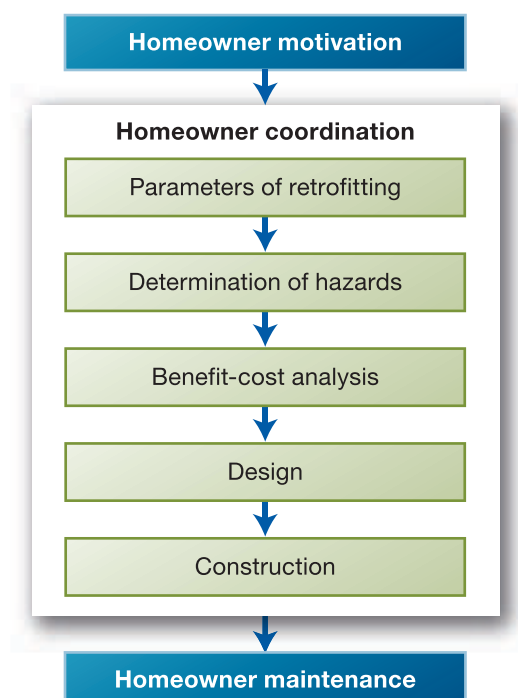 Homeowner motivation
Homeowner coordination
Parameters of retrofitting
Determination of hazards
Benefit-cost analysis
Design
Construction
Homeowner maintenance